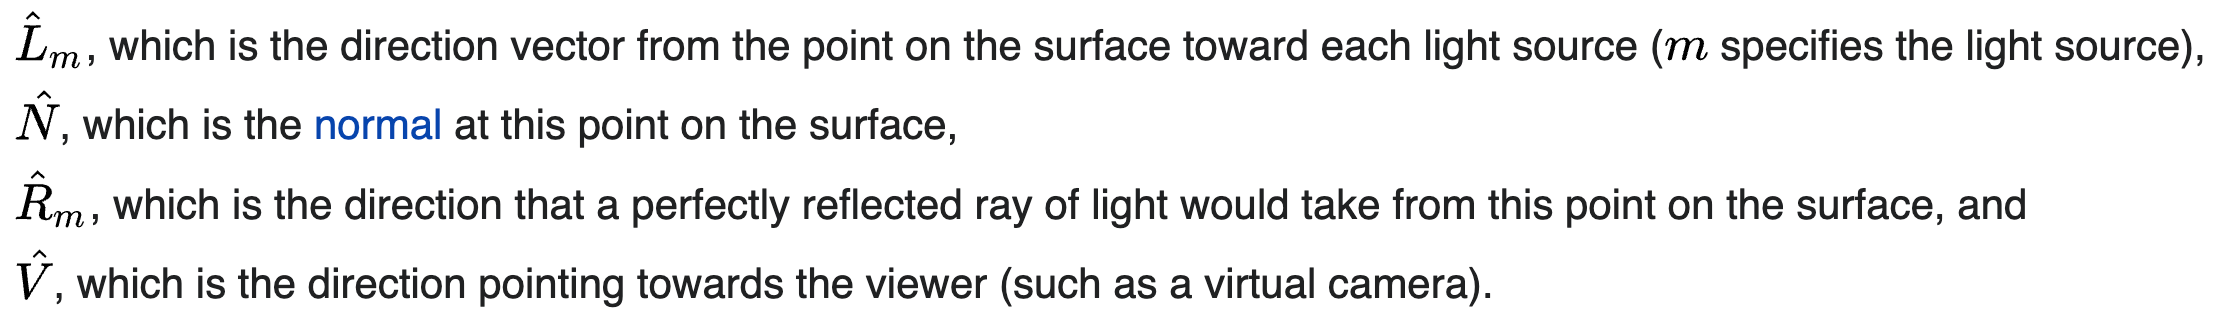 L̂ₘ, which is the direction vector from the point on the surface toward each light source (m specifies the light source),
N̂, which is the normal at this point on the surface,
R̂ₘ, which is the direction that a perfectly reflected ray of light would take from this point on the surface, and
V̂, which is the direction pointing towards the viewer (such as a virtual camera).